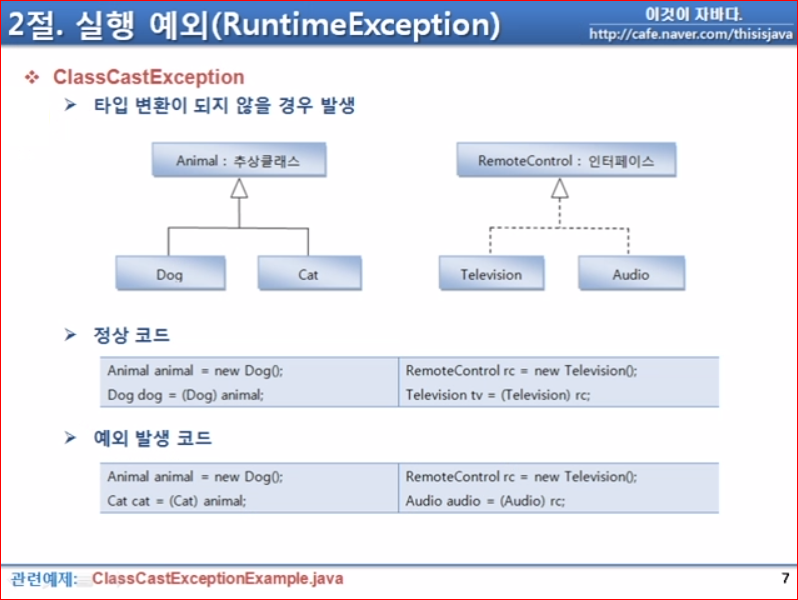 2절. 실행 예외(RuntimeException)
이것이 자바다.
http://cafe.naver.com/thisisjava
❖ ClassCastException
➢ 타입 변환이 되지 않을 경우 발생
Animal : 추상클래스
RemoteControl : 인터페이스
Dog
Cat
Television
Audio
➢ 정상 코드
Animal animal = new Dog();
Dog dog = (Dog) animal;
RemoteControl rc = new Television();
Television tv = (Television) rc;
➢ 예외 발생 코드
Animal animal = new Dog();
Cat cat = (Cat) animal;
RemoteControl rc = new Television();
Audio audio = (Audio) rc;
관련예제: ClassCastExceptionExample.java
7